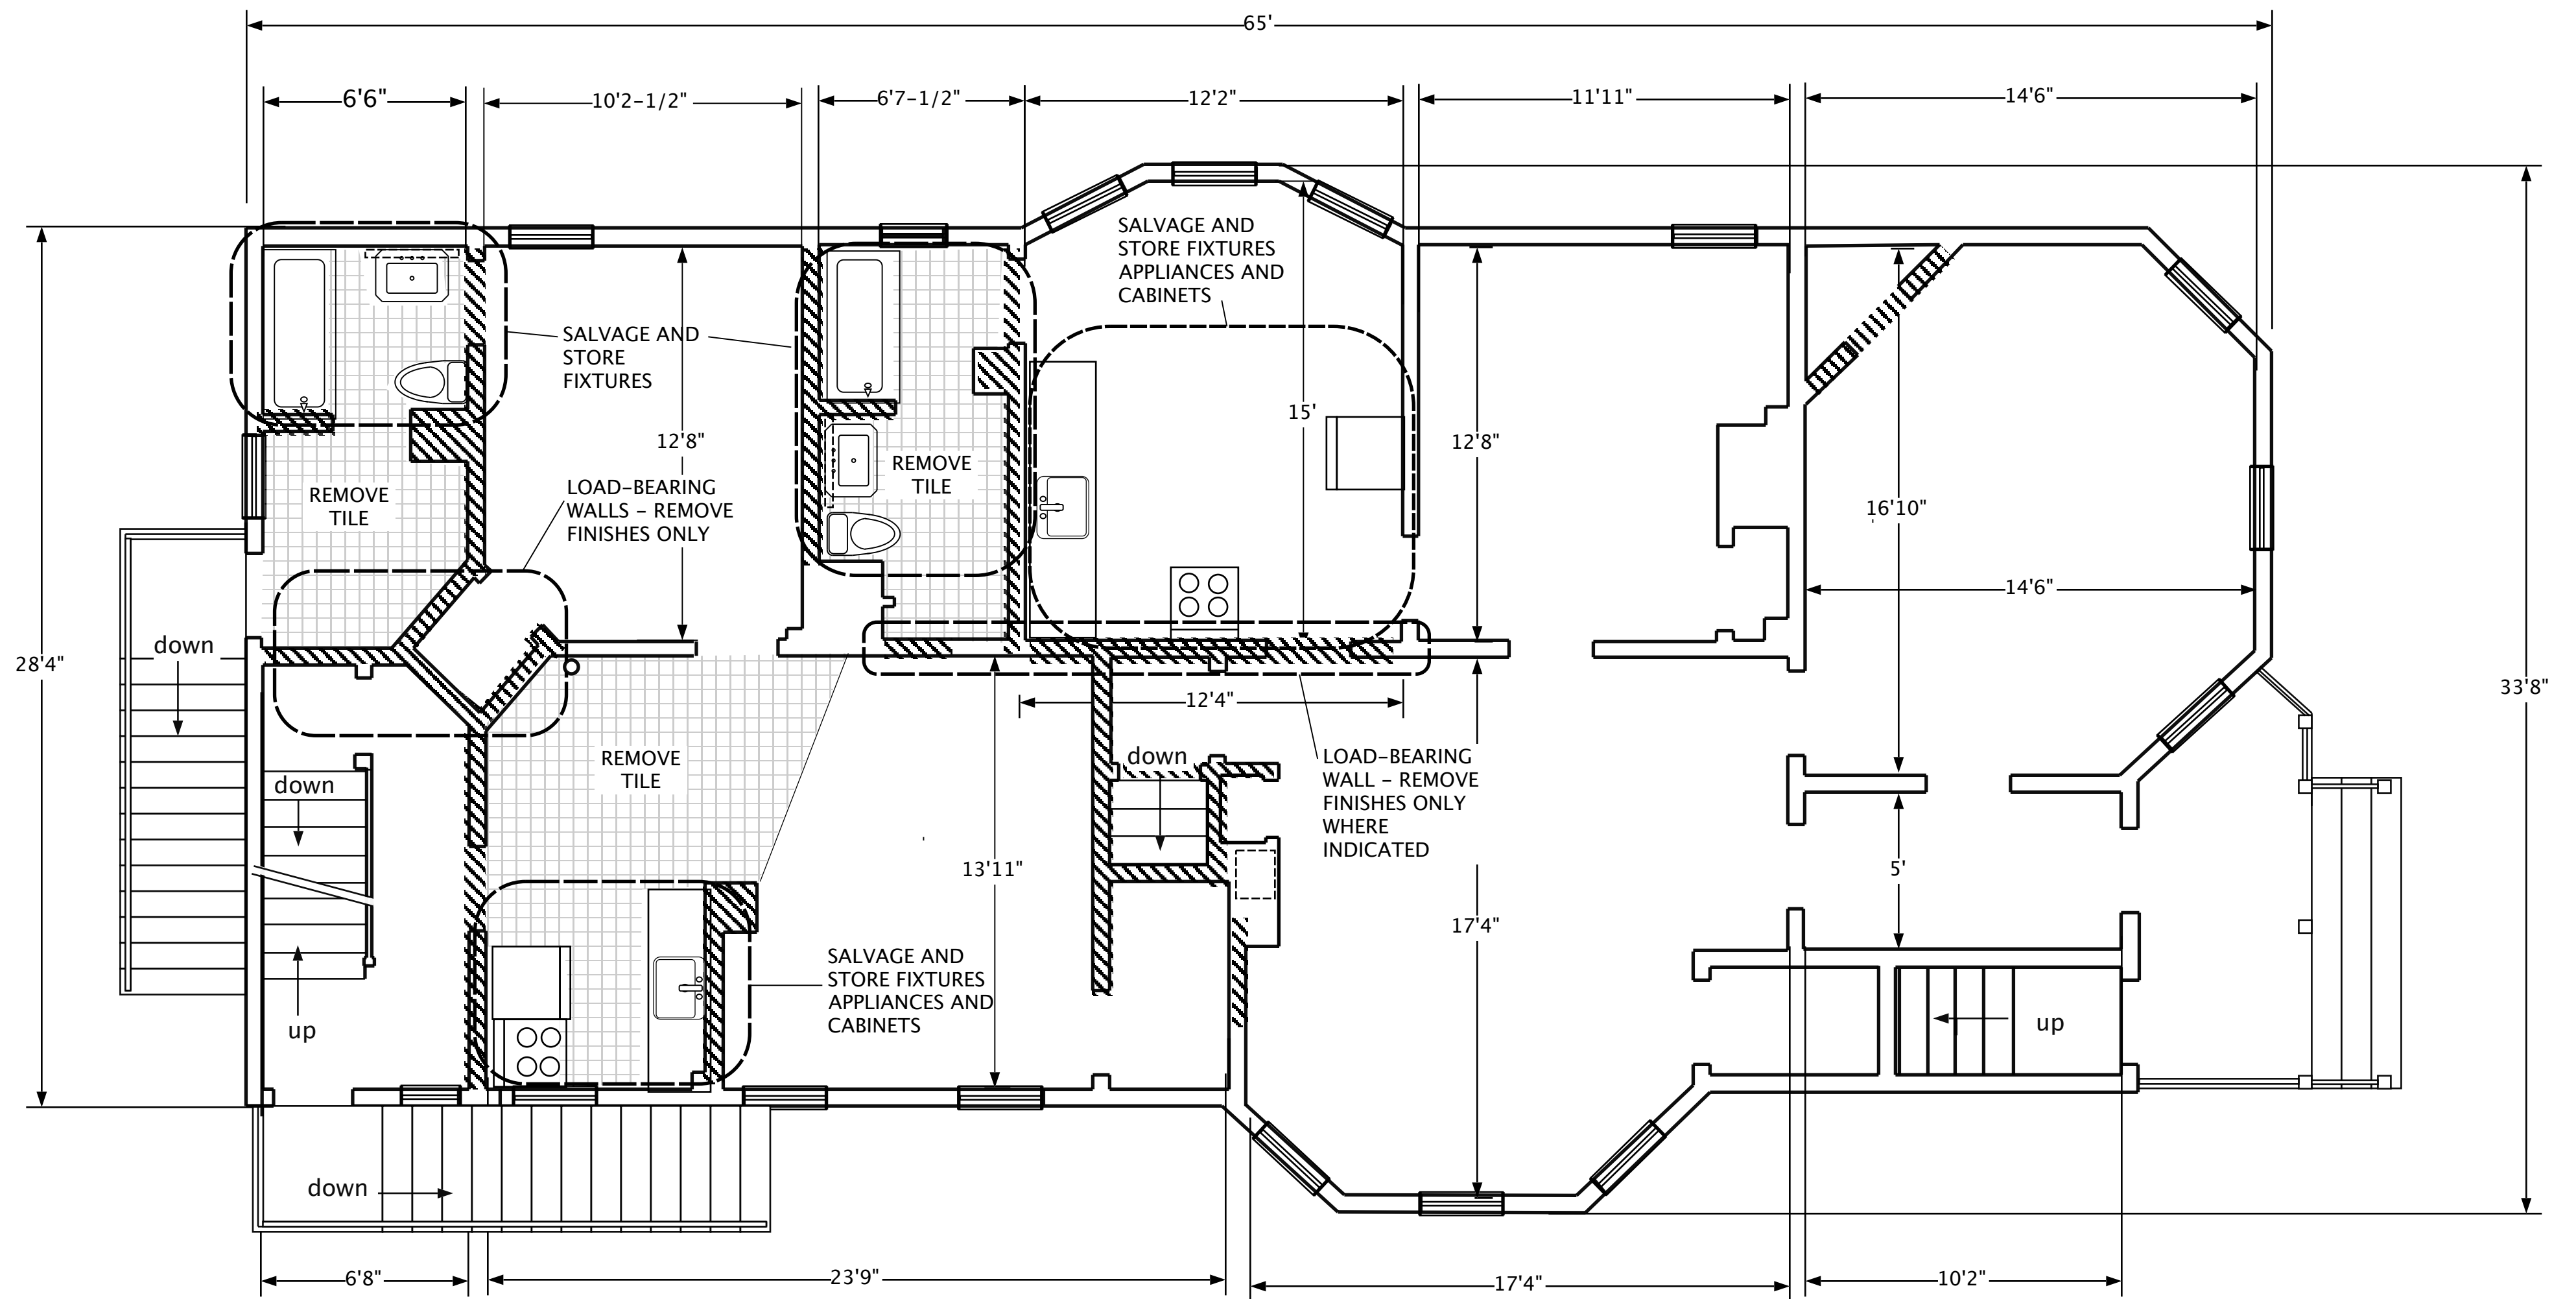 65'
6'6"
10'2-1/2"
6'7-1/2"
12'2"
11'11"
14'6"
SALVAGE AND
STORE FIXTURES
APPLIANCES AND
CABINETS
SALVAGE AND
STORE
FIXTURES
12'8"
15'
12'8"
REMOVE
TILE
REMOVE
TILE
LOAD-BEARING
WALLS - REMOVE
FINISHES ONLY
16'10"
14'6"
down
28'4"
33'8"
12'4"
REMOVE
TILE
down
down
LOAD-BEARING
WALL - REMOVE
FINISHES ONLY
WHERE
INDICATED
13'11"
5'
17'4"
SALVAGE AND
STORE FIXTURES
APPLIANCES AND
CABINETS
up
up
down
6'8"
23'9"
17'4"
10'2"